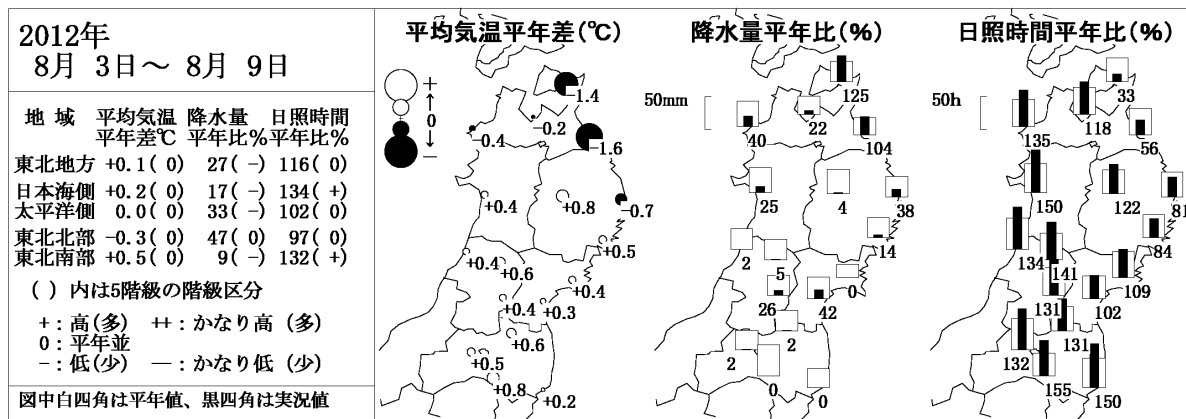 2012年
8月 3日～ 8月 9日
地 域 平均気温 降水量 日照時間
平年差℃ 平年比% 平年比%
東北地方 +0.1( 0) 27( -) 116( 0)
日本海側 +0.2( 0) 17( -) 134( +)
太平洋側 0.0( 0) 33( -) 102( 0)
東北北部 -0.3( 0) 47( 0) 97( 0)
東北南部 +0.5( 0) 9( -) 132( +)
( ) 内は5階級の階級区分
+：高(多) ++：かなり高 (多)
0：平年並
-：低(少) --：かなり低 (少)
図中白四角は平年値、黒四角は実況値
平均気温平年差(℃)
+
↑
0
↓
-
-1.4
-0.2
-0.4
-1.6
+0.4
+0.8
-0.7
+0.5
+0.4
+0.6
+0.4
+0.4
+0.3
+0.6
+0.5
+0.8
+0.2
降水量平年比(%)
50mm
125
22
40
104
25
4
38
14
2
5
0
26
42
2
2
0
0
日照時間平年比(%)
50h
33
118
135
56
150
122
81
84
134
141
109
131
102
131
132
155
150